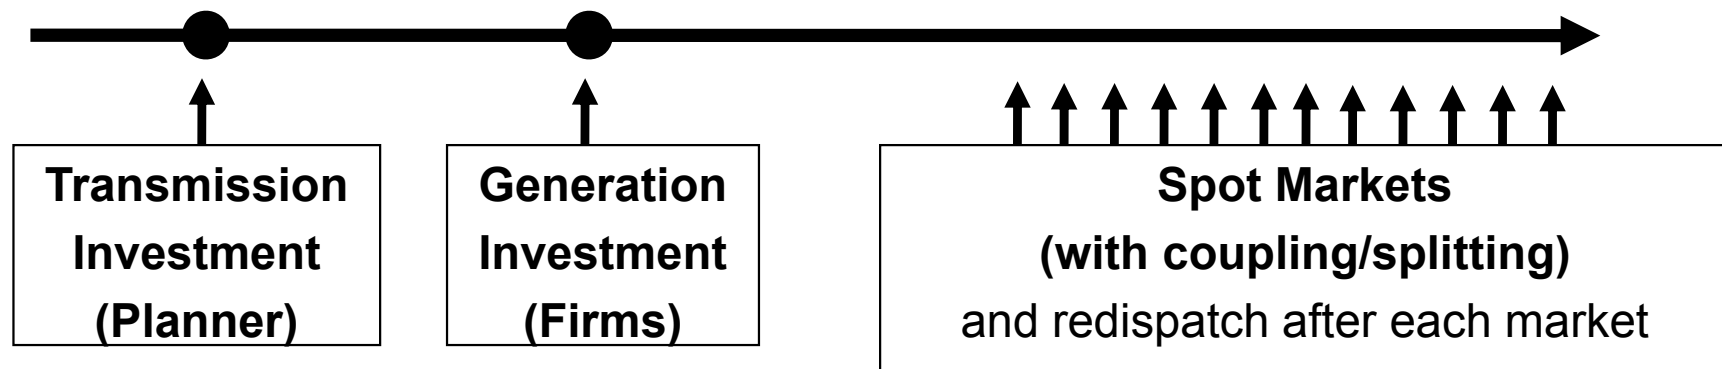 Transmission
Investment
(Planner)
Generation
Investment
(Firms)
Spot Markets
(with coupling/splitting)
and redispatch after each market